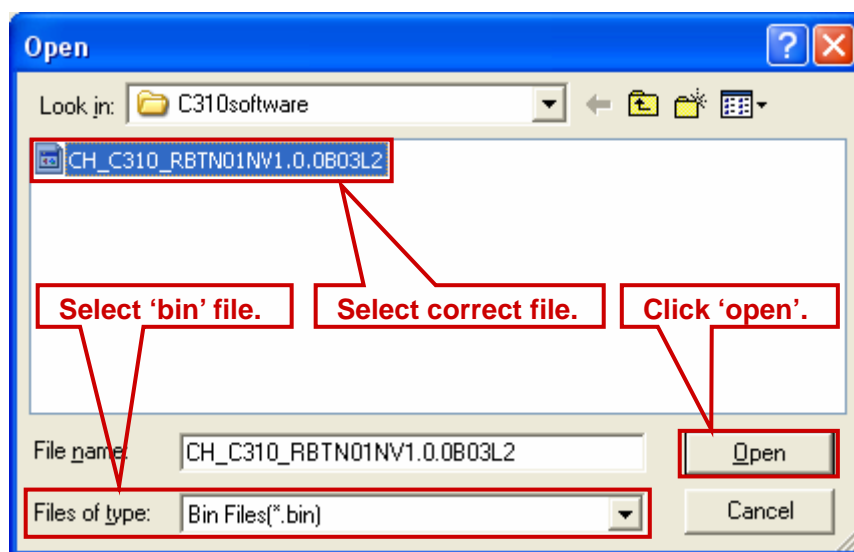 Open
Look in: C310software
CH_C310_RBTN01NV1.0.0B03L2
Select ‘bin’ file. Select correct file. Click ‘open’.
File name: CH_C310_RBTN01NV1.0.0B03L2 Open
Files of type: Bin Files(*.bin) Cancel